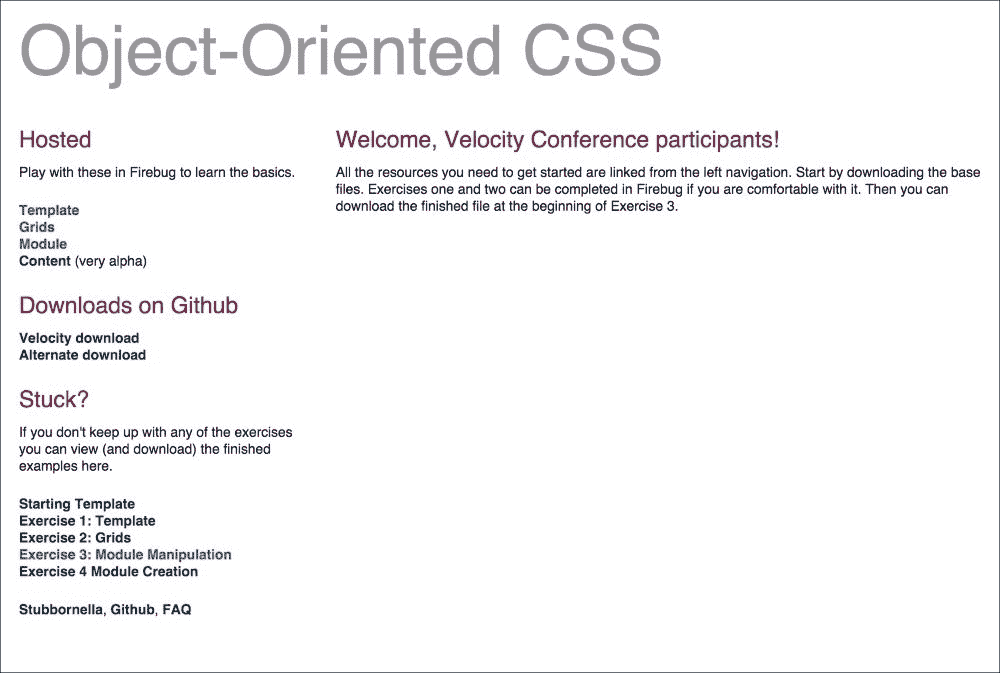 Object-Oriented CSS
Hosted
Play with these in Firebug to learn the basics.
Template
Grids
Module
Content (very alpha)
Downloads on Github
Velocity download
Alternate download
Stuck?
If you don't keep up with any of the exercises
you can view (and download) the finished
examples here.
Starting Template
Exercise 1: Template
Exercise 2: Grids
Exercise 3: Module Manipulation
Exercise 4 Module Creation
Stubbornella, Github, FAQ
Welcome, Velocity Conference participants!
All the resources you need to get started are linked from the left navigation. Start by downloading the base
files. Exercises one and two can be completed in Firebug if you are comfortable with it. Then you can
download the finished file at the beginning of Exercise 3.